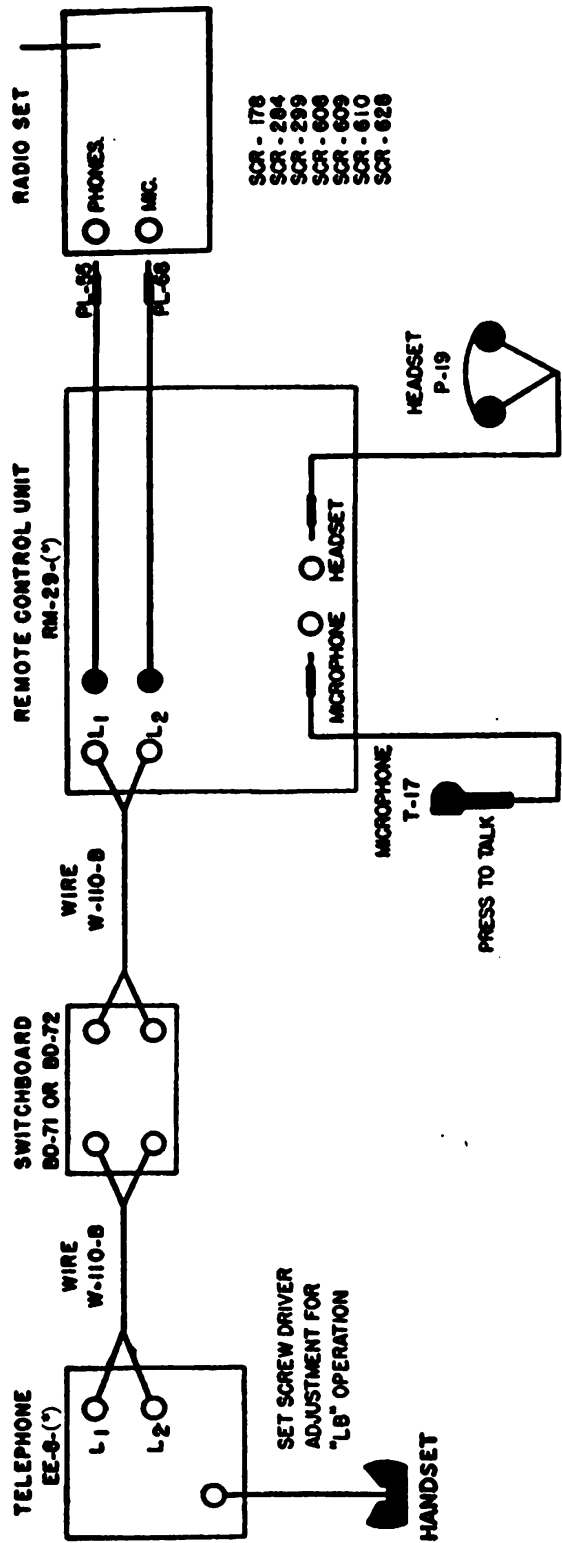 TELEPHONE
EE-8-(*)
L1
L2
SET SCREW DRIVER
ADJUSTMENT FOR
"LB" OPERATION
HANDSET
WIRE
W-110-B
SWITCHBOARD
BD-71 OR BD-72
WIRE
W-110-B
REMOTE CONTROL UNIT
RM-29-(*)
L1
L2
MICROPHONE
HEADSET
MICROPHONE
T-17
PRESS TO TALK
HEADSET
P-19
PL-55
PL-68
RADIO SET
PHONES.
MIC.
SCR - 178
SCR - 284
SCR - 299
SCR - 608
SCR - 609
SCR - 610
SCR - 628